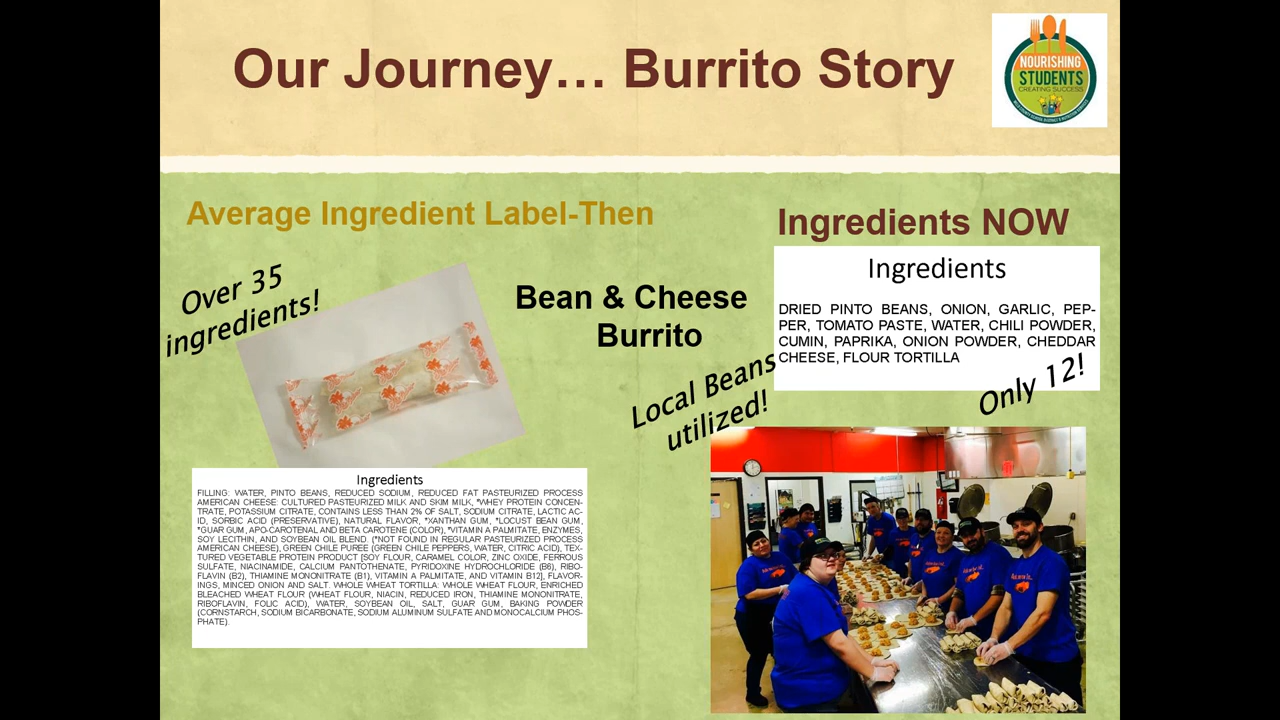 Our Journey… Burrito Story
NOURISHING
STUDENTS
CREATING SUCCESS
Average Ingredient Label-Then
Ingredients NOW
Over 35
ingredients!
Bean & Cheese
Burrito
Local Beans
utilized!
Ingredients
DRIED PINTO BEANS, ONION, GARLIC, PEP-
PER, TOMATO PASTE, WATER, CHILI POWDER,
CUMIN, PAPRIKA, ONION POWDER, CHEDDAR
CHEESE, FLOUR TORTILLA
Only 12!
Ingredients
FILLING: WATER, PINTO BEANS, REDUCED SODIUM, REDUCED FAT PASTEURIZED PROCESS
AMERICAN CHEESE: CULTURED PASTEURIZED MILK AND SKIM MILK, *WHEY PROTEIN CONCEN-
TRATE, POTASSIUM CITRATE, CONTAINS LESS THAN 2% OF SALT, SODIUM CITRATE, LACTIC AC-
ID, SORBIC ACID (PRESERVATIVE), NATURAL FLAVOR, *XANTHAN GUM, *LOCUST BEAN GUM,
*GUAR GUM, APO-CAROTENAL AND BETA CAROTENE (COLOR), *VITAMIN A PALMITATE, ENZYMES,
SOY LECITHIN, AND SOYBEAN OIL BLEND. (*NOT FOUND IN REGULAR PASTEURIZED PROCESS
AMERICAN CHEESE), GREEN CHILE PUREE (GREEN CHILE PEPPERS, WATER, CITRIC ACID), TEX-
TURED VEGETABLE PROTEIN PRODUCT [SOY FLOUR, CARAMEL COLOR, ZINC OXIDE, FERROUS
SULFATE, NIACINAMIDE, CALCIUM PANTOTHENATE, PYRIDOXINE HYDROCHLORIDE (B6), RIBO-
FLAVIN (B2), THIAMINE MONONITRATE (B1), VITAMIN A PALMITATE, AND VITAMIN B12], FLAVOR-
INGS, MINCED ONION AND SALT. WHOLE WHEAT TORTILLA: WHOLE WHEAT FLOUR, ENRICHED
BLEACHED WHEAT FLOUR (WHEAT FLOUR, NIACIN, REDUCED IRON, THIAMINE MONONITRATE,
RIBOFLAVIN, FOLIC ACID), WATER, SOYBEAN OIL, SALT, GUAR GUM, BAKING POWDER
(CORNSTARCH, SODIUM BICARBONATE, SODIUM ALUMINUM SULFATE AND MONOCALCIUM PHOS-
PHATE).